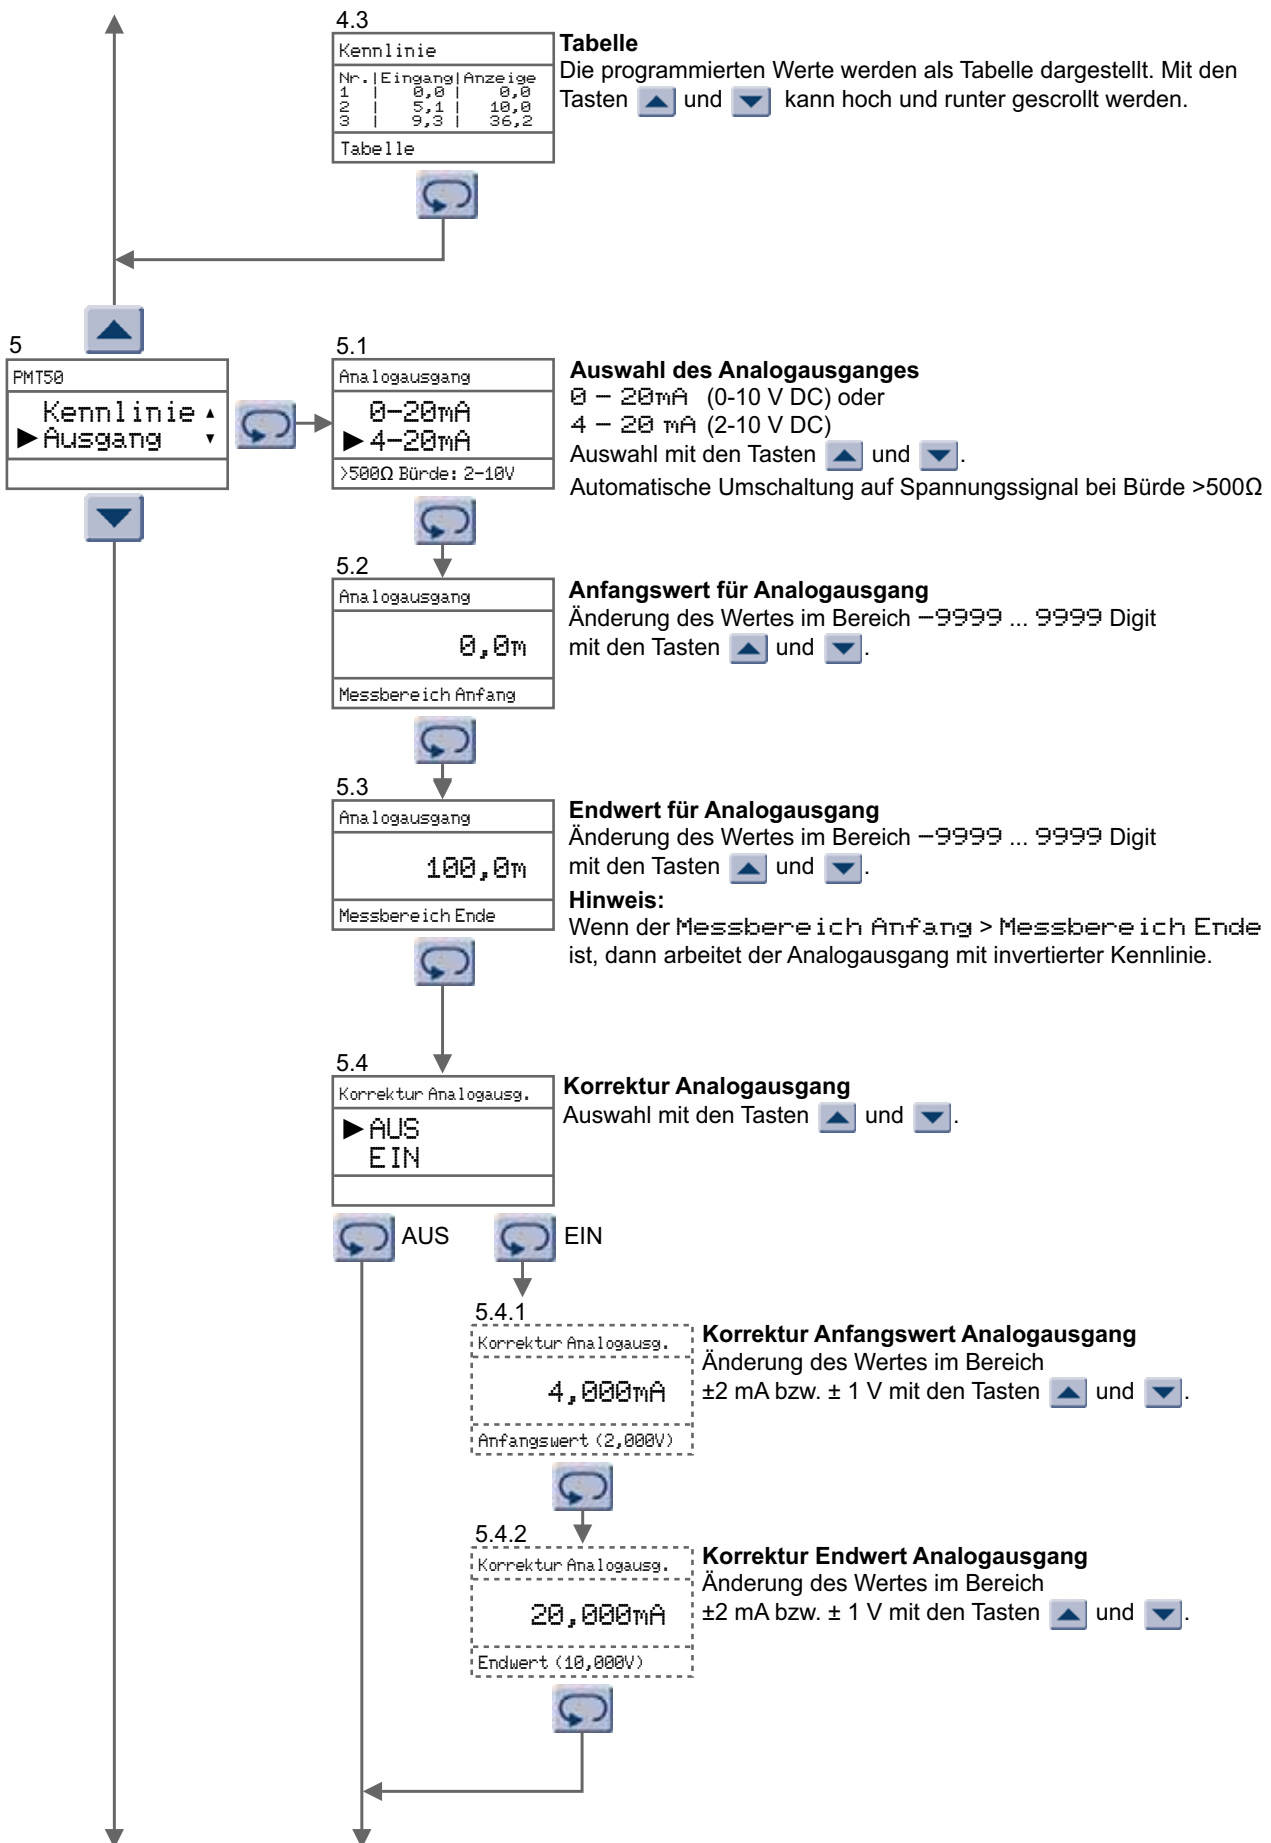 4.3
Kennlinie
Nr.|Eingang|Anzeige
1 | 0,0 | 0,0
2 | 5,1 | 10,0
3 | 9,3 | 36,2
Tabelle
Tabelle
Die programmierten Werte werden als Tabelle dargestellt. Mit den
Tasten und kann hoch und runter gescrollt werden.
5
PMT50
Kennlinie
Ausgang
5.1
Analogausgang
0-20mA
4-20mA
>500Ω Bürde: 2-10V
Auswahl des Analogausganges
0 - 20mA (0-10 V DC) oder
4 - 20 mA (2-10 V DC)
Auswahl mit den Tasten und .
Automatische Umschaltung auf Spannungssignal bei Bürde >500Ω
5.2
Analogausgang
0,0m
Messbereich Anfang
Anfangswert für Analogausgang
Änderung des Wertes im Bereich -9999 ... 9999 Digit
mit den Tasten und .
5.3
Analogausgang
100,0m
Messbereich Ende
Endwert für Analogausgang
Änderung des Wertes im Bereich -9999 ... 9999 Digit
mit den Tasten und .
Hinweis:
Wenn der Messbereich Anfang > Messbereich Ende
ist, dann arbeitet der Analogausgang mit invertierter Kennlinie.
5.4
Korrektur Analogausg.
AUS
EIN
Korrektur Analogausgang
Auswahl mit den Tasten und .
AUS
EIN
5.4.1
Korrektur Analogausg.
4,000mA
Anfangswert (2,000V)
Korrektur Anfangswert Analogausgang
Änderung des Wertes im Bereich
±2 mA bzw. ± 1 V mit den Tasten und .
5.4.2
Korrektur Analogausg.
20,000mA
Endwert (10,000V)
Korrektur Endwert Analogausgang
Änderung des Wertes im Bereich
±2 mA bzw. ± 1 V mit den Tasten und .